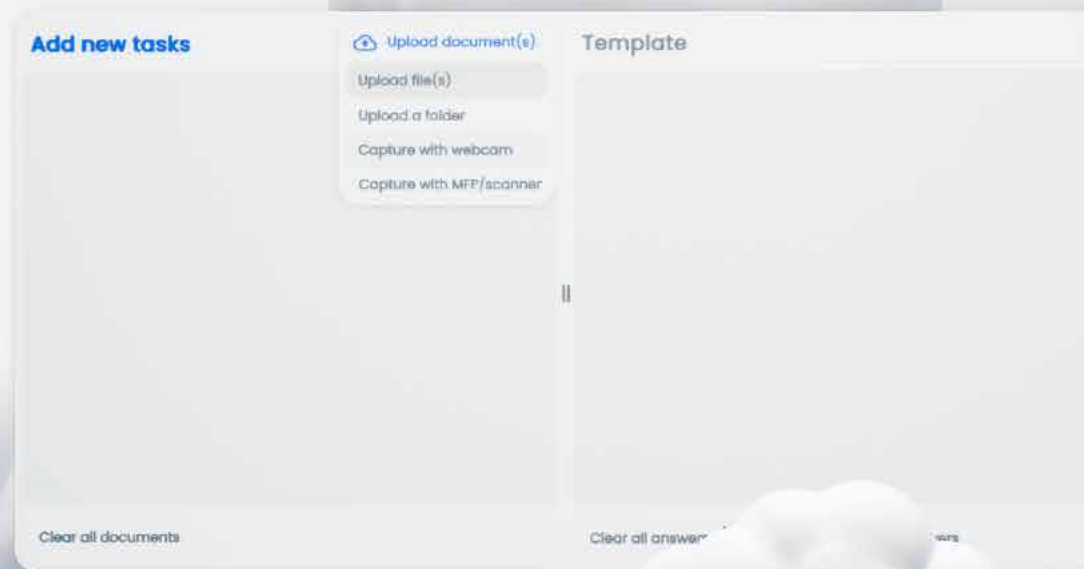 Add new tasks
Upload document(s)
Upload file(s)
Upload a folder
Capture with webcam
Capture with MFP/scanner
Template
Clear all documents
Clear all